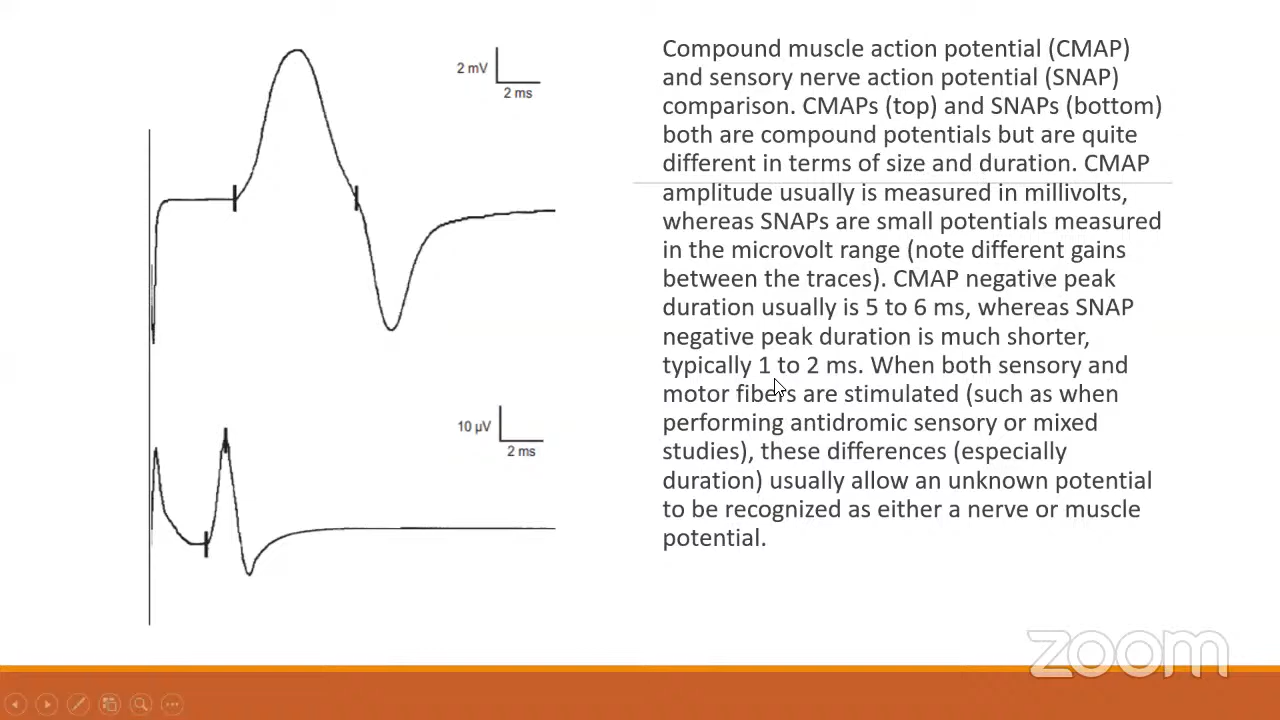 2 mV
2 ms
10 µV
2 ms
Compound muscle action potential (CMAP)
and sensory nerve action potential (SNAP)
comparison. CMAPs (top) and SNAPs (bottom)
both are compound potentials but are quite
different in terms of size and duration. CMAP
amplitude usually is measured in millivolts,
whereas SNAPs are small potentials measured
in the microvolt range (note different gains
between the traces). CMAP negative peak
duration usually is 5 to 6 ms, whereas SNAP
negative peak duration is much shorter,
typically 1 to 2 ms. When both sensory and
motor fibers are stimulated (such as when
performing antidromic sensory or mixed
studies), these differences (especially
duration) usually allow an unknown potential
to be recognized as either a nerve or muscle
potential.
zoom